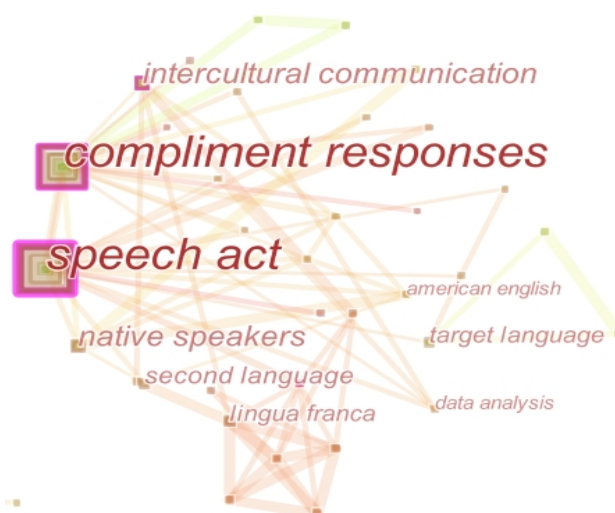 intercultural communication
compliment responses
speech act
american english
native speakers
target language
second language
data analysis
lingua franca